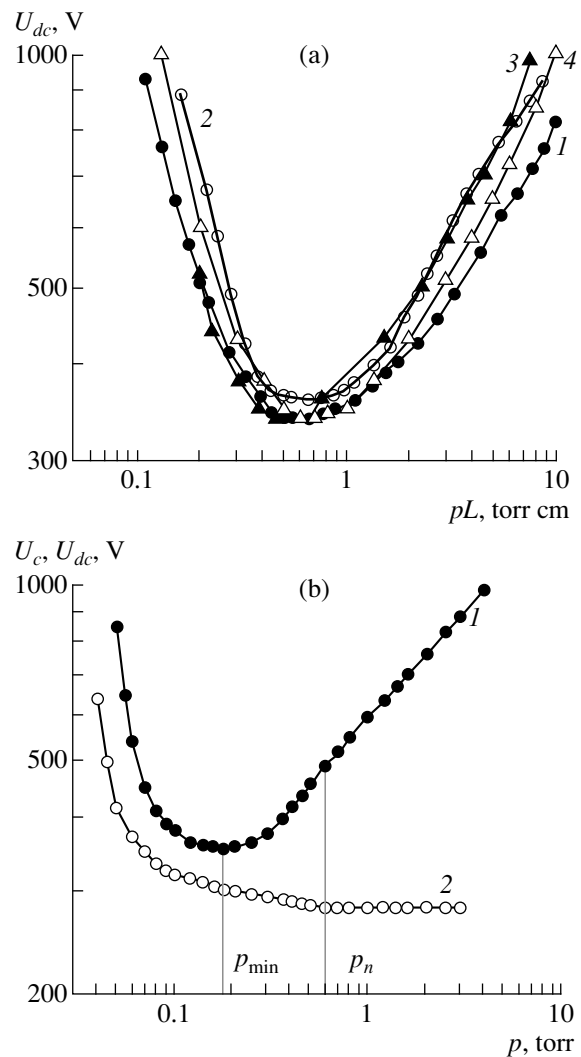 U_dc, V
(a)
1000
3
4
2
1
500
300
0.1
1
10
pL, torr cm
U_c, U_dc, V
(b)
1000
1
500
2
p_min
p_n
200
0.1
1
10
p, torr